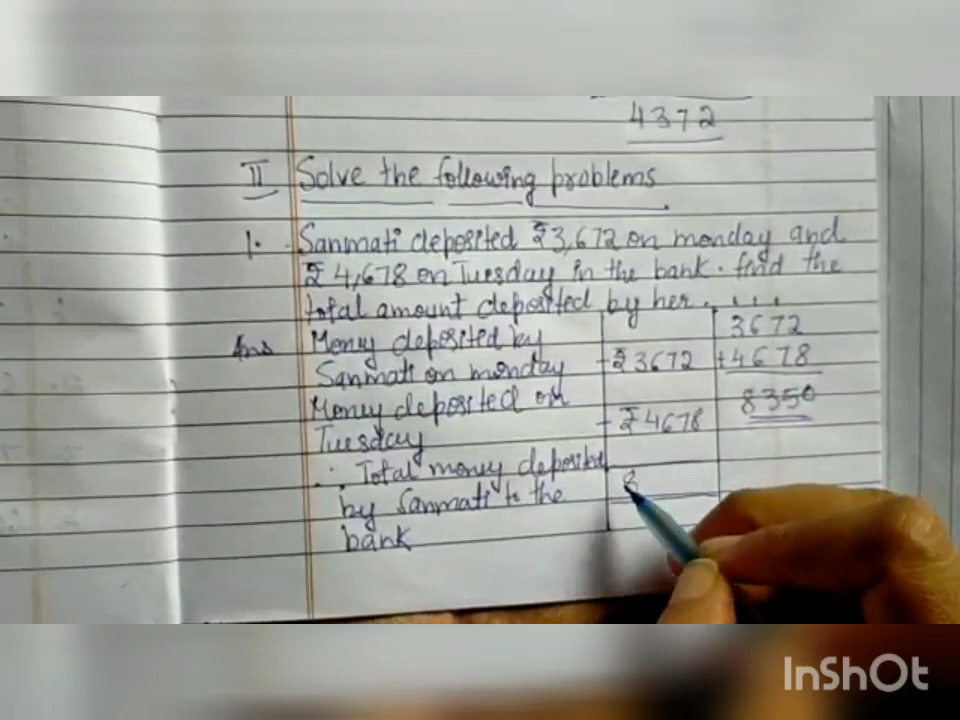 4372
II Solve the following problems
1. Sanmati deposited ₹3,672 on monday and
₹4,678 on Tuesday in the bank. find the
total amount deposited by her. ...
Ans Money deposited by
Sanmati on monday - ₹3672
Money deposited on
Tuesday - ₹4678
∴ Total money deposited
by Sanmati to the
bank
8
3672
+4678
8350
InShOt